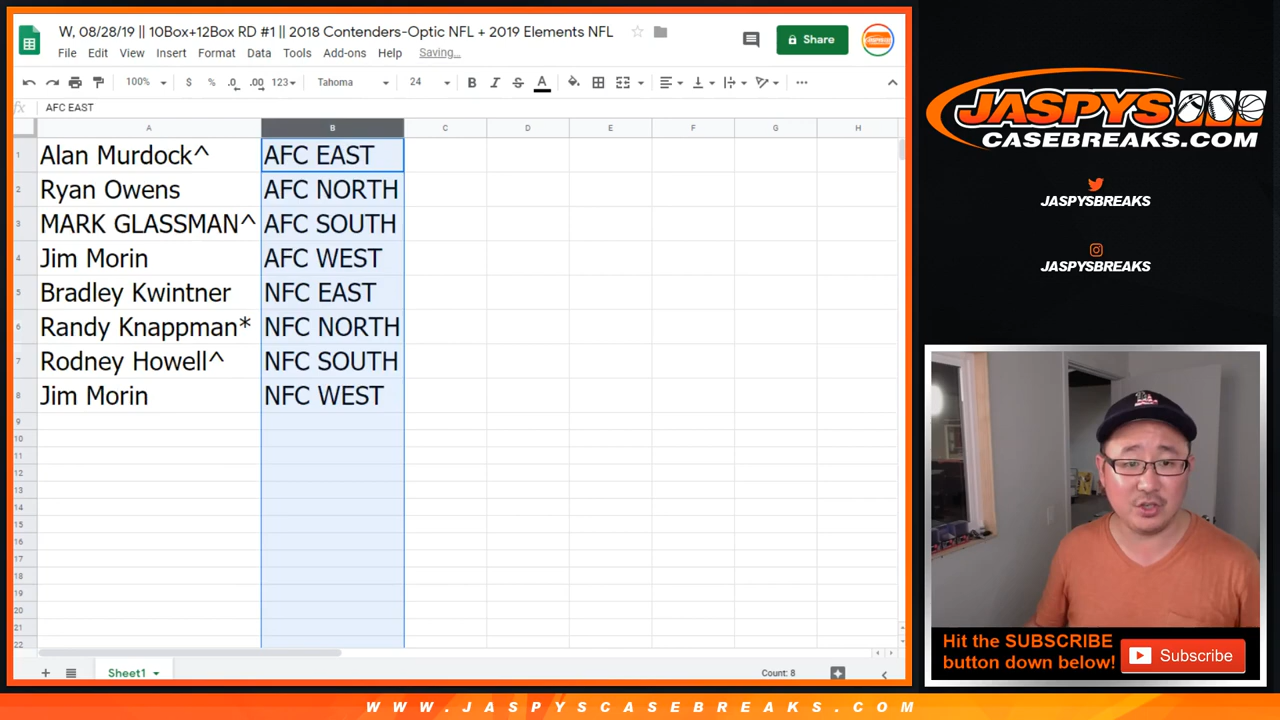 W, 08/28/19 || 10Box+12Box RD #1 || 2018 Contenders-Optic NFL + 2019 Elements NFL
File Edit View Insert Format Data Tools Add-ons Help Saving...
Share
100% $ % .0 .00 123 Tahoma 24 B I S A
fx AFC EAST
A B C D E F G H
1 Alan Murdock^ AFC EAST
2 Ryan Owens AFC NORTH
3 MARK GLASSMAN^ AFC SOUTH
4 Jim Morin AFC WEST
5 Bradley Kwintner NFC EAST
6 Randy Knappman* NFC NORTH
7 Rodney Howell^ NFC SOUTH
8 Jim Morin NFC WEST
9
10
11
12
13
14
15
16
17
18
19
20
21
22
Sheet1
Count: 8
JASPYS
CASEBREAKS.COM
JASPYSBREAKS
JASPYSBREAKS
Hit the SUBSCRIBE
button down below!
Subscribe
WWW.JASPYSCASEBREAKS.COM